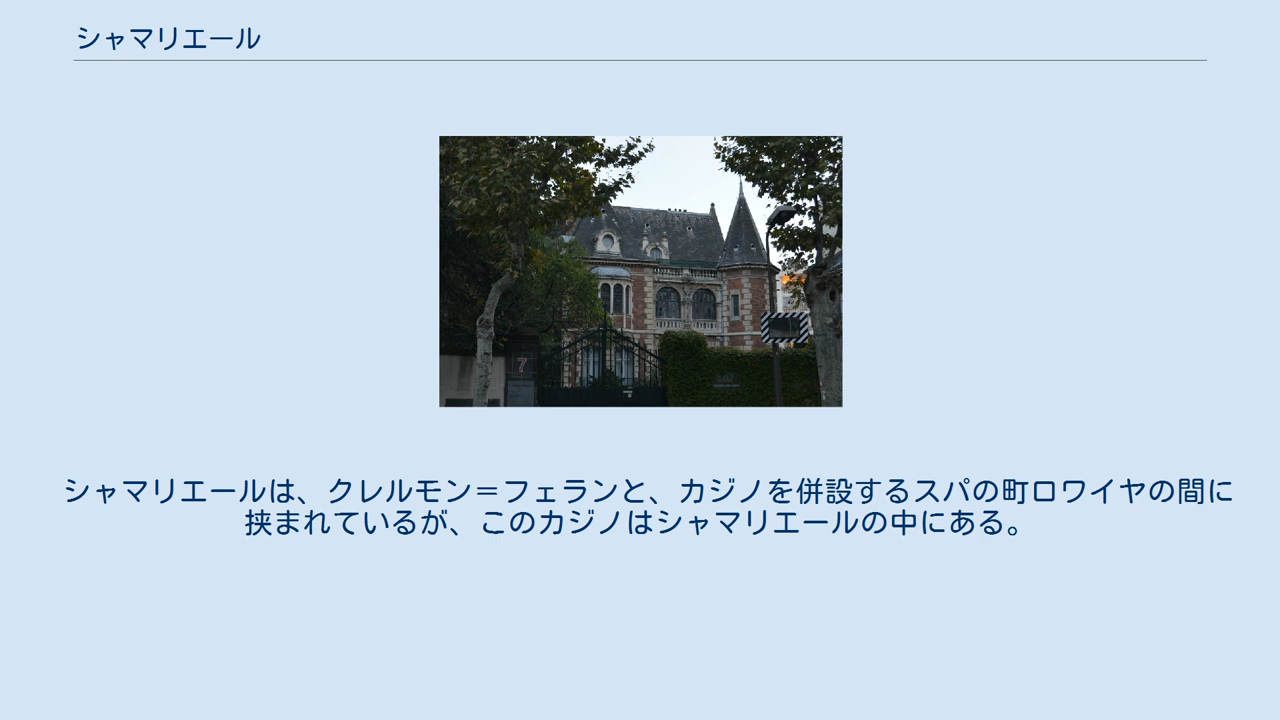 シャマリエール
7
シャマリエールは、クレルモン＝フェランと、カジノを併設するスパの町ロワイヤの間に
挟まれているが、このカジノはシャマリエールの中にある。